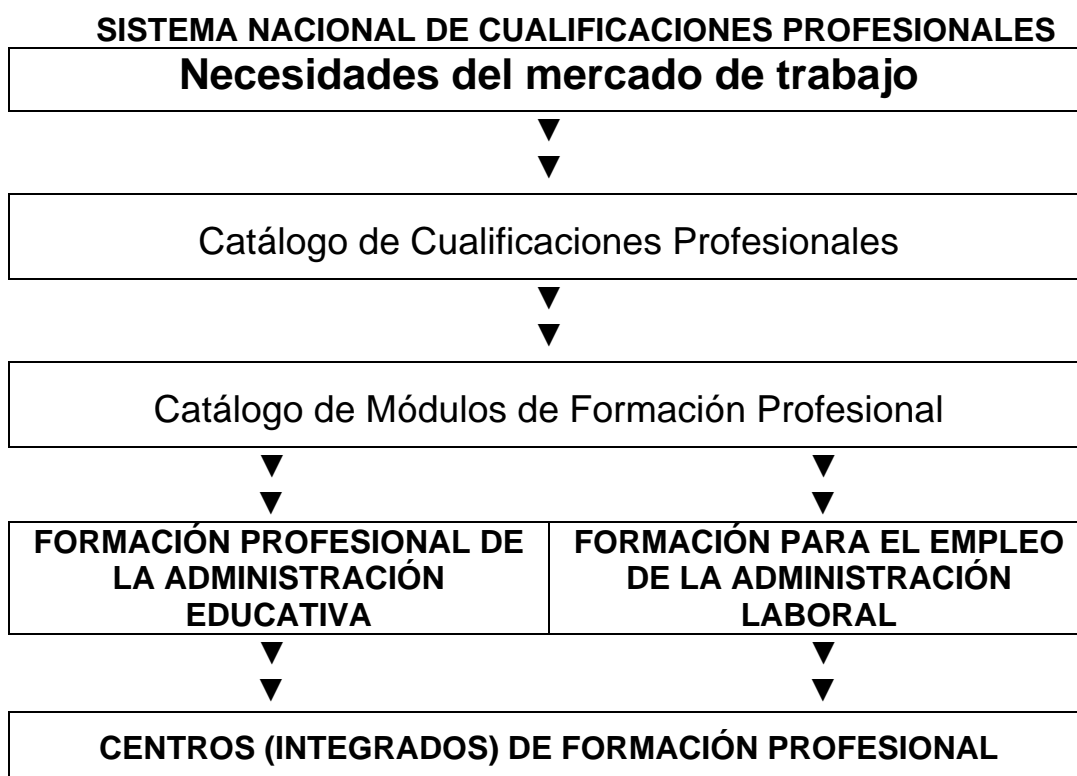 SISTEMA NACIONAL DE CUALIFICACIONES PROFESIONALES
Necesidades del mercado de trabajo
Catálogo de Cualificaciones Profesionales
Catálogo de Módulos de Formación Profesional
FORMACIÓN PROFESIONAL DE
LA ADMINISTRACIÓN
EDUCATIVA
FORMACIÓN PARA EL EMPLEO
DE LA ADMINISTRACIÓN
LABORAL
CENTROS (INTEGRADOS) DE FORMACIÓN PROFESIONAL